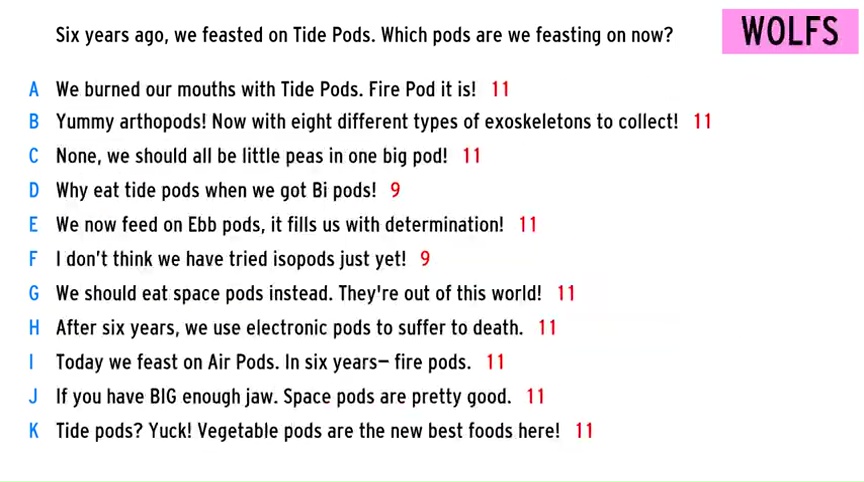 Six years ago, we feasted on Tide Pods. Which pods are we feasting on now?
WOLFS
A We burned our mouths with Tide Pods. Fire Pod it is! 11
B Yummy arthopods! Now with eight different types of exoskeletons to collect! 11
C None, we should all be little peas in one big pod! 11
D Why eat tide pods when we got Bi pods! 9
E We now feed on Ebb pods, it fills us with determination! 11
F I don't think we have tried isopods just yet! 9
G We should eat space pods instead. They're out of this world! 11
H After six years, we use electronic pods to suffer to death. 11
I Today we feast on Air Pods. In six years— fire pods. 11
J If you have BIG enough jaw. Space pods are pretty good. 11
K Tide pods? Yuck! Vegetable pods are the new best foods here! 11